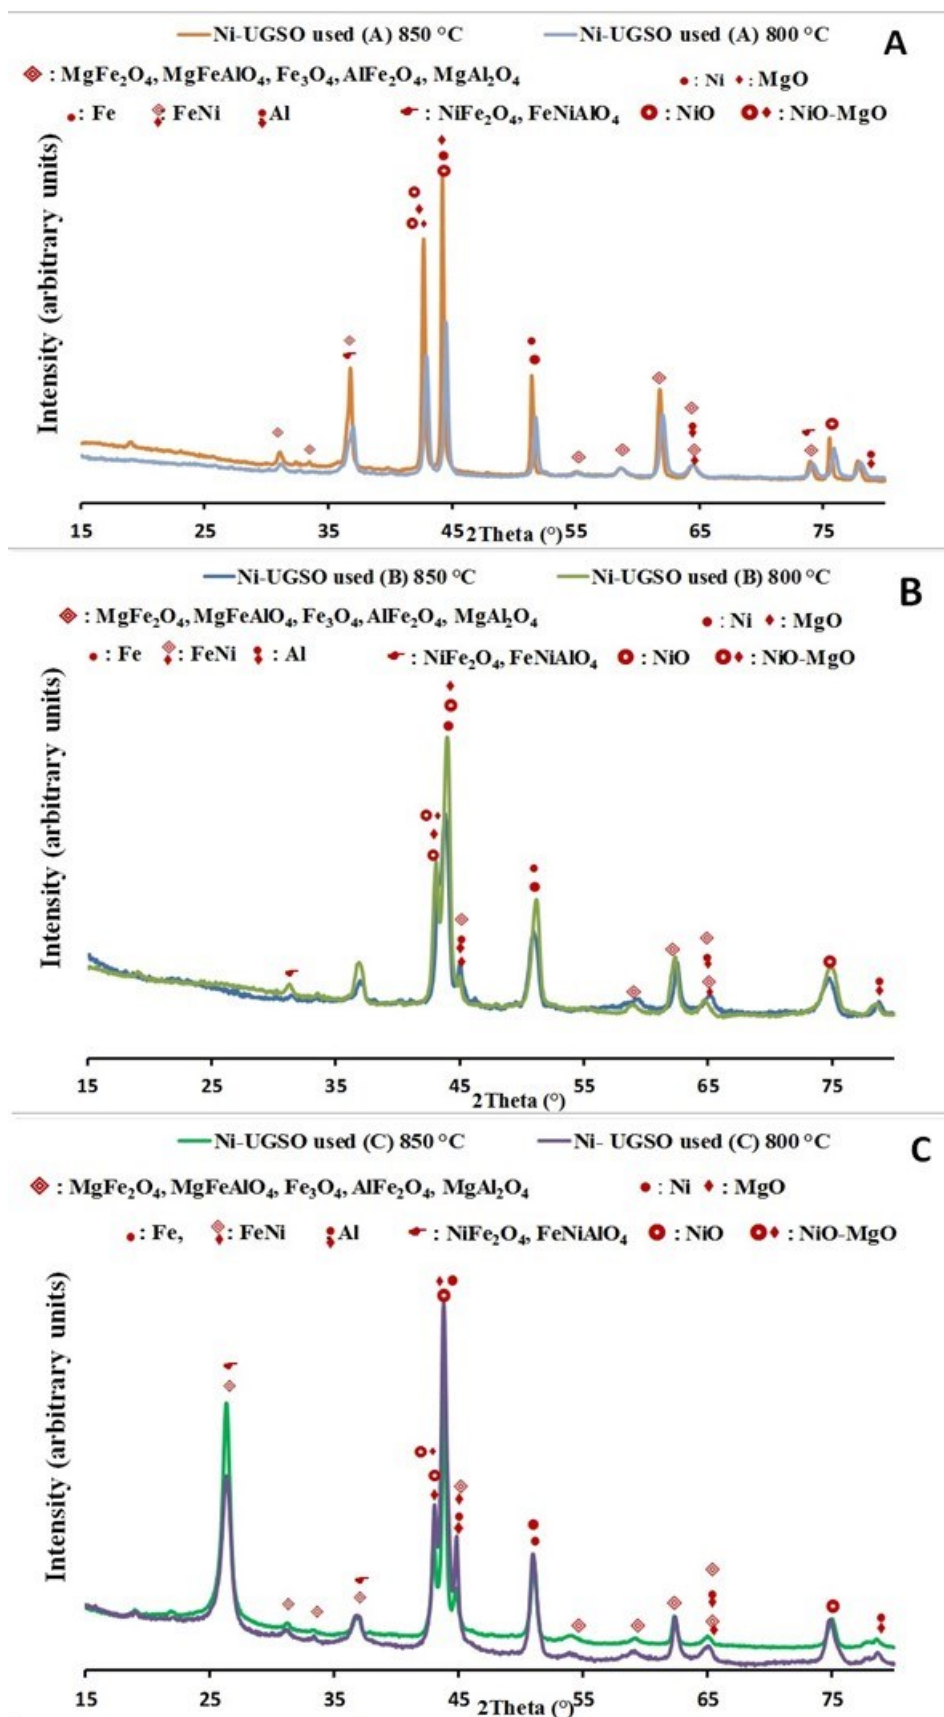 Ni-UGSO used (A) 850 °C Ni-UGSO used (A) 800 °C A
: MgFe₂O₄, MgFeAlO₄, Fe₃O₄, AlFe₂O₄, MgAl₂O₄ : Ni : MgO
: Fe : FeNi : Al : NiFe₂O₄, FeNiAlO₄ : NiO : NiO-MgO
Intensity (arbitrary units)
15 25 35 45 55 65 75
2Theta (°)
Ni-UGSO used (B) 850 °C Ni-UGSO used (B) 800 °C B
: MgFe₂O₄, MgFeAlO₄, Fe₃O₄, AlFe₂O₄, MgAl₂O₄ : Ni : MgO
: Fe : FeNi : Al : NiFe₂O₄, FeNiAlO₄ : NiO : NiO-MgO
Intensity (arbitrary units)
15 25 35 45 55 65 75
2Theta (°)
Ni-UGSO used (C) 850 °C Ni- UGSO used (C) 800 °C C
: MgFe₂O₄, MgFeAlO₄, Fe₃O₄, AlFe₂O₄, MgAl₂O₄ : Ni : MgO
: Fe, : FeNi : Al : NiFe₂O₄, FeNiAlO₄ : NiO : NiO-MgO
Intensity (arbitrary units)
15 25 35 45 55 65 75
2Theta (°)